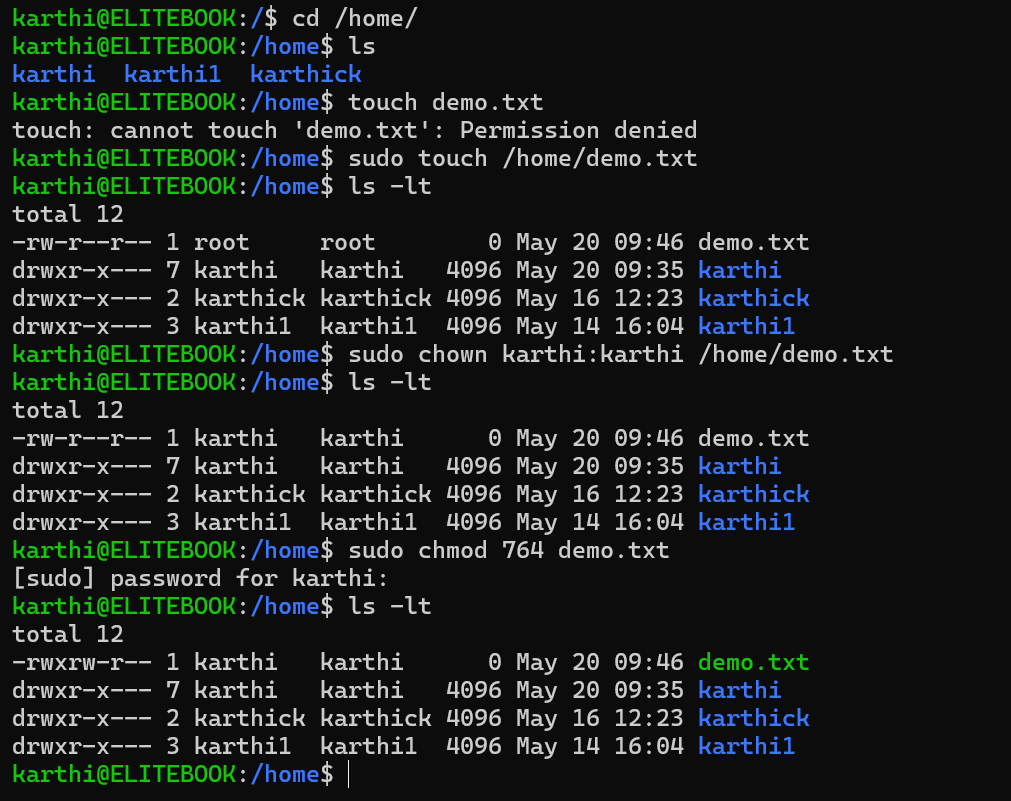 karthi@ELITEBOOK:/$ cd /home/
karthi@ELITEBOOK:/home$ ls
karthi  karthi1  karthick
karthi@ELITEBOOK:/home$ touch demo.txt
touch: cannot touch 'demo.txt': Permission denied
karthi@ELITEBOOK:/home$ sudo touch /home/demo.txt
karthi@ELITEBOOK:/home$ ls -lt
total 12
-rw-r--r-- 1 root     root        0 May 20 09:46 demo.txt
drwxr-x--- 7 karthi   karthi   4096 May 20 09:35 karthi
drwxr-x--- 2 karthick karthick 4096 May 16 12:23 karthick
drwxr-x--- 3 karthi1  karthi1  4096 May 14 16:04 karthi1
karthi@ELITEBOOK:/home$ sudo chown karthi:karthi /home/demo.txt
karthi@ELITEBOOK:/home$ ls -lt
total 12
-rw-r--r-- 1 karthi   karthi      0 May 20 09:46 demo.txt
drwxr-x--- 7 karthi   karthi   4096 May 20 09:35 karthi
drwxr-x--- 2 karthick karthick 4096 May 16 12:23 karthick
drwxr-x--- 3 karthi1  karthi1  4096 May 14 16:04 karthi1
karthi@ELITEBOOK:/home$ sudo chmod 764 demo.txt
[sudo] password for karthi:
karthi@ELITEBOOK:/home$ ls -lt
total 12
-rwxrw-r-- 1 karthi   karthi      0 May 20 09:46 demo.txt
drwxr-x--- 7 karthi   karthi   4096 May 20 09:35 karthi
drwxr-x--- 2 karthick karthick 4096 May 16 12:23 karthick
drwxr-x--- 3 karthi1  karthi1  4096 May 14 16:04 karthi1
karthi@ELITEBOOK:/home$